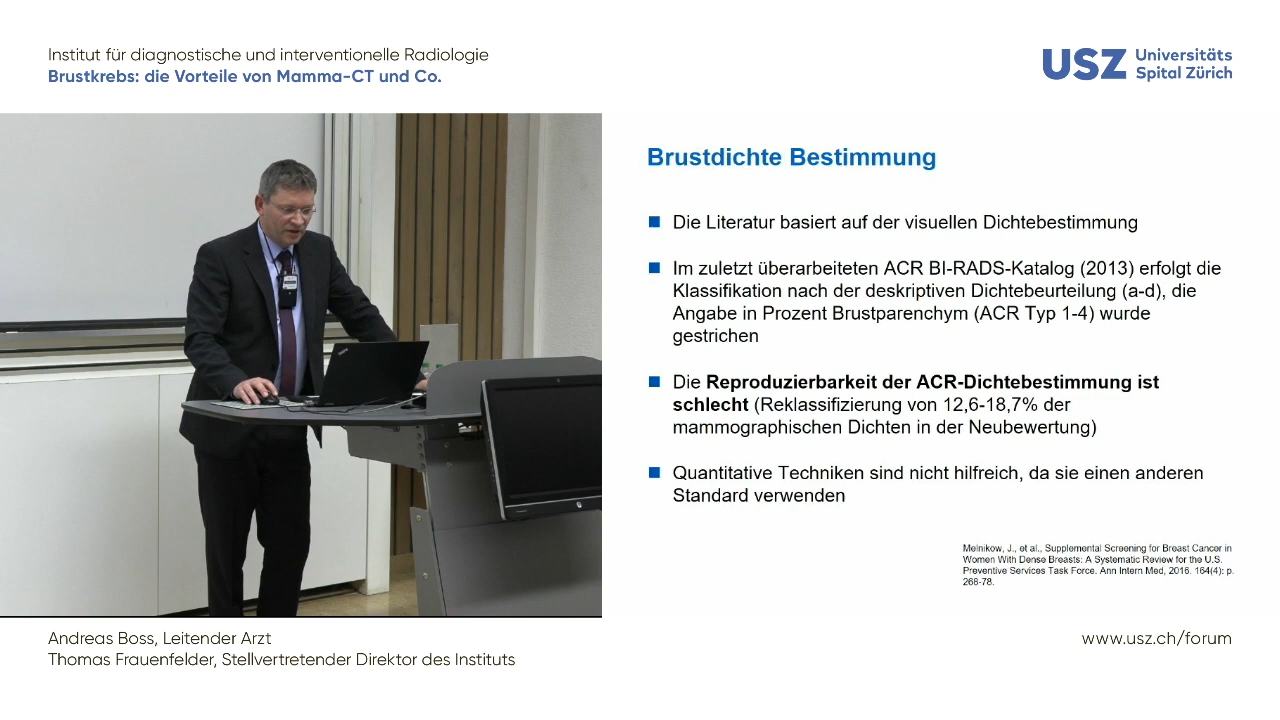 Institut für diagnostische und interventionelle Radiologie
Brustkrebs: die Vorteile von Mamma-CT und Co.
USZ Universitäts
Spital Zürich
Brustdichte Bestimmung
Die Literatur basiert auf der visuellen Dichtebestimmung
Im zuletzt überarbeiteten ACR BI-RADS-Katalog (2013) erfolgt die
Klassifikation nach der deskriptiven Dichtebeurteilung (a-d), die
Angabe in Prozent Brustparenchym (ACR Typ 1-4) wurde
gestrichen
Die Reproduzierbarkeit der ACR-Dichtebestimmung ist
schlecht (Reklassifizierung von 12,6-18,7% der
mammographischen Dichten in der Neubewertung)
Quantitative Techniken sind nicht hilfreich, da sie einen anderen
Standard verwenden
Melnikow, J., et al., Supplemental Screening for Breast Cancer in
Women With Dense Breasts: A Systematic Review for the U.S.
Preventive Services Task Force. Ann Intern Med, 2016. 164(4): p.
268-78.
Andreas Boss, Leitender Arzt
Thomas Frauenfelder, Stellvertretender Direktor des Instituts
www.usz.ch/forum